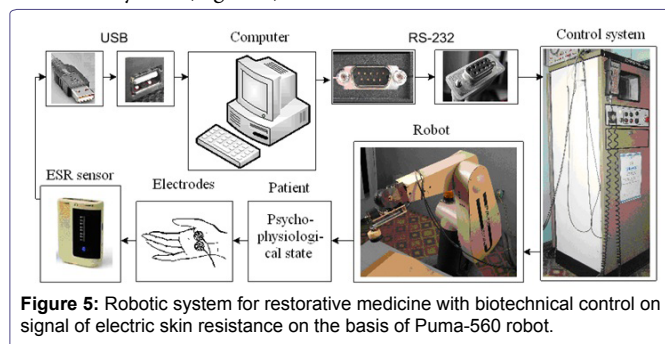 USB
Computer
RS-232
Control system
ESR sensor
Electrodes
Patient
Robot
Psycho-
physiologi-
cal state
Figure 5: Robotic system for restorative medicine with biotechnical control on
signal of electric skin resistance on the basis of Puma-560 robot.